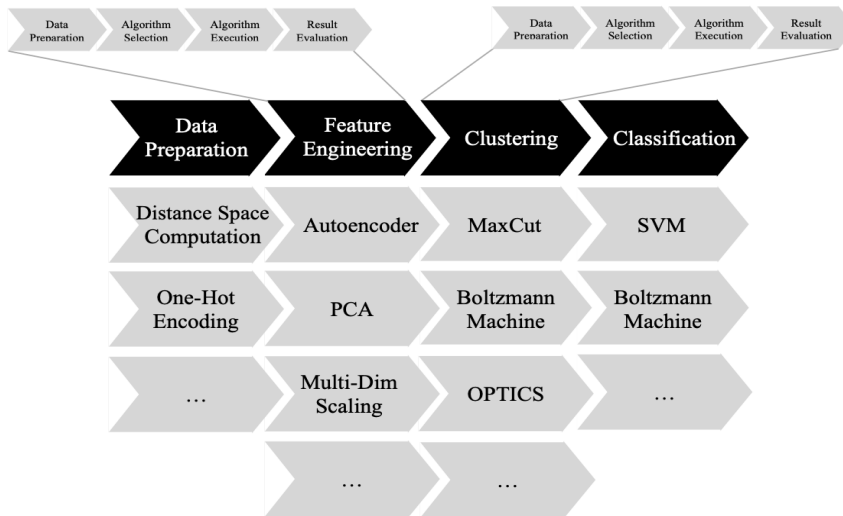 Data
Preparation
Algorithm
Selection
Algorithm
Execution
Result
Evaluation
Data
Preparation
Algorithm
Selection
Algorithm
Execution
Result
Evaluation
Data
Preparation
Feature
Engineering
Clustering
Classification
Distance Space
Computation
Autoencoder
MaxCut
SVM
One-Hot
Encoding
PCA
Boltzmann
Machine
Boltzmann
Machine
…
Multi-Dim
Scaling
OPTICS
…
…
…